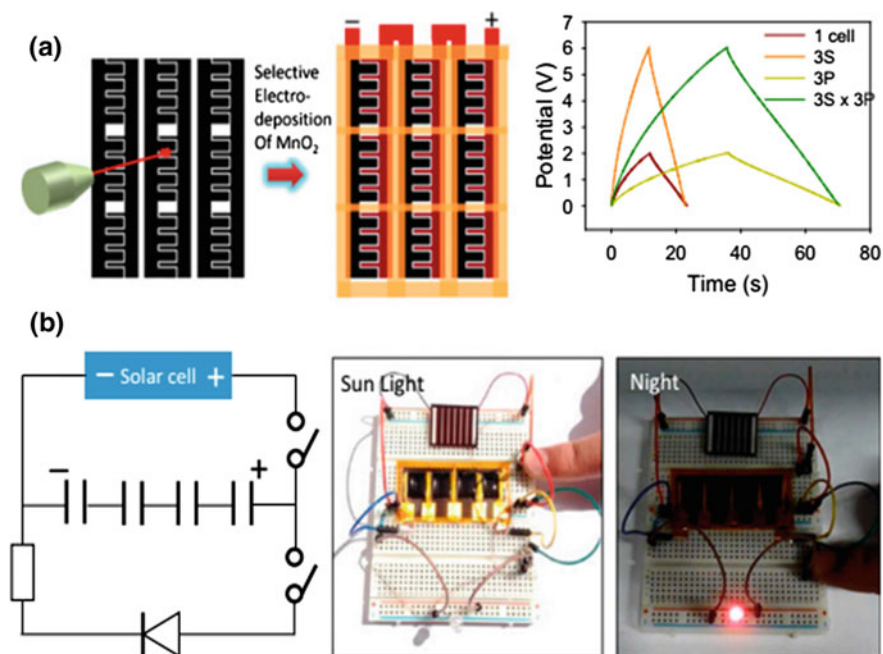 (a)
Selective
Electro-
deposition
Of MnO₂
− +
Potential (V)
6
5
4
3
2
1
0
0 20 40 60 80
Time (s)
1 cell
3S
3P
3S x 3P
(b)
− Solar cell +
− +
Sun Light
Night